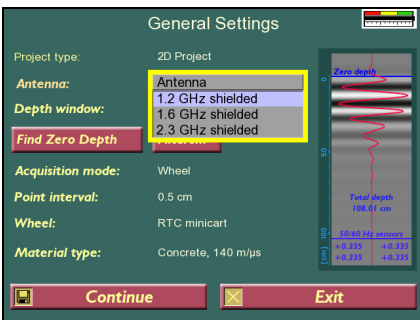 General Settings
Project type: 2D Project
Antenna: Antenna
1.2 GHz shielded
Depth window:
1.6 GHz shielded
2.3 GHz shielded
Find Zero Depth
Acquisition mode: Wheel
Point interval: 0.5 cm
Wheel: RTC minicart
Material type: Concrete, 140 m/µs
Zero depth
0
50
100
[cm]
Total depth
108.01 cm
50/60 Hz sensors
+0.335 +0.335
+0.335 +0.335
Continue
Exit